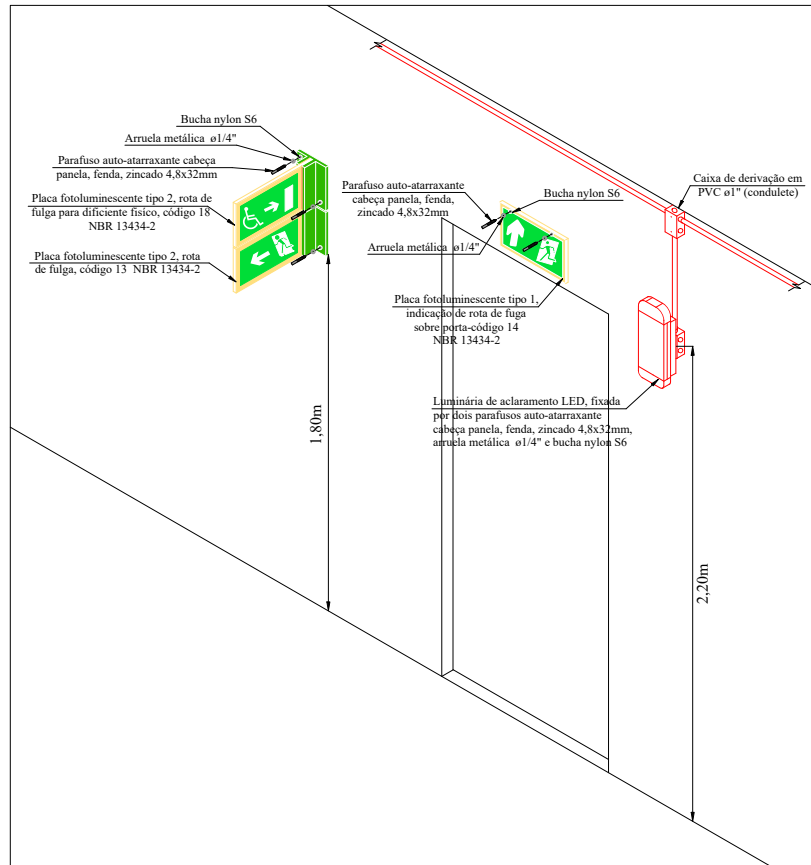 Bucha nylon S6
Arruela metálica ø1/4"
Parafuso auto-atarraxante cabeça
panela, fenda, zincado 4,8x32mm
Placa fotoluminescente tipo 2, rota de
fulga para dificiente fisíco, código 18
NBR 13434-2
Placa fotoluminescente tipo 2, rota
de fulga, código 13 NBR 13434-2
1,80m
Parafuso auto-atarraxante
cabeça panela, fenda,
zincado 4,8x32mm
Bucha nylon S6
Arruela metálica ø1/4"
Placa fotoluminescente tipo 1,
indicação de rota de fuga
sobre porta-código 14
NBR 13434-2
Caixa de derivação em
PVC ø1" (condulete)
Luminária de aclaramento LED, fixada
por dois parafusos auto-atarraxante
cabeça panela, fenda, zincado 4,8x32mm,
arruela metálica ø1/4" e bucha nylon S6
2,20m